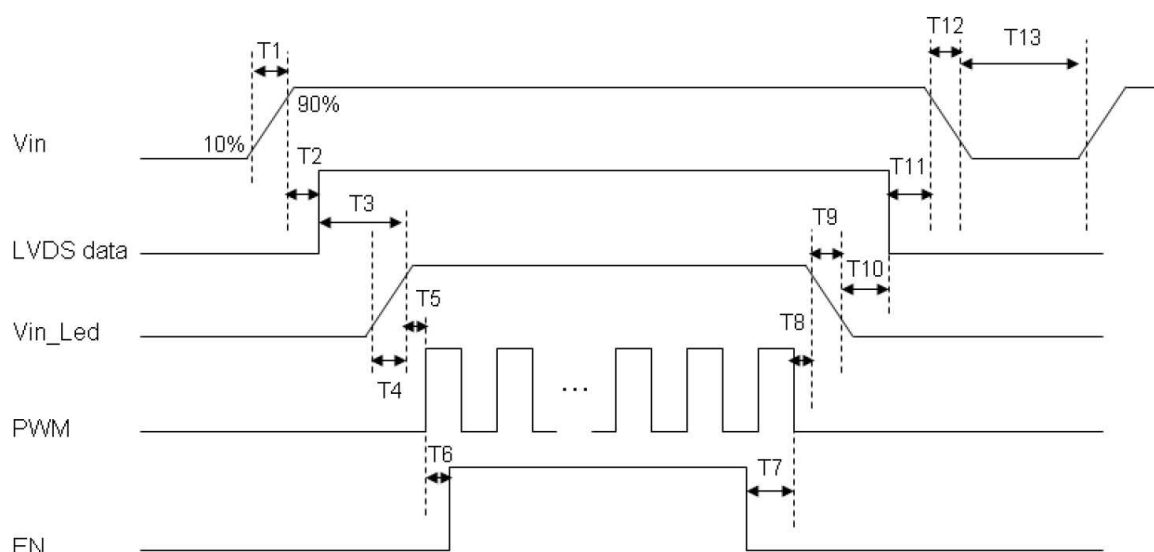 T1
T12
T13
90%
10%
Vin
T2
T11
T3
T9
LVDS data
T10
T5
Vin_Led
T8
T4
...
PWM
T6
T7
EN